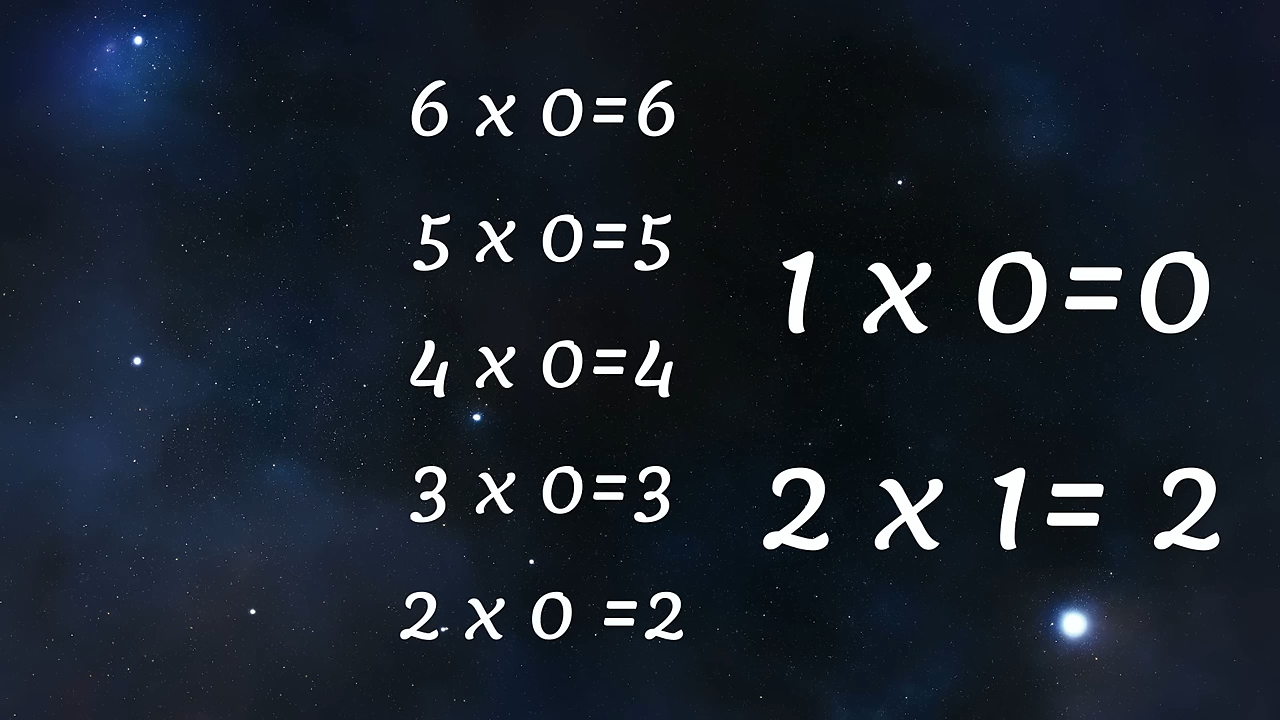 6 x 0=6
5 x 0=5
4 x 0=4
3 x 0=3
2 x 0 =2
1 x 0=0
2 x 1= 2